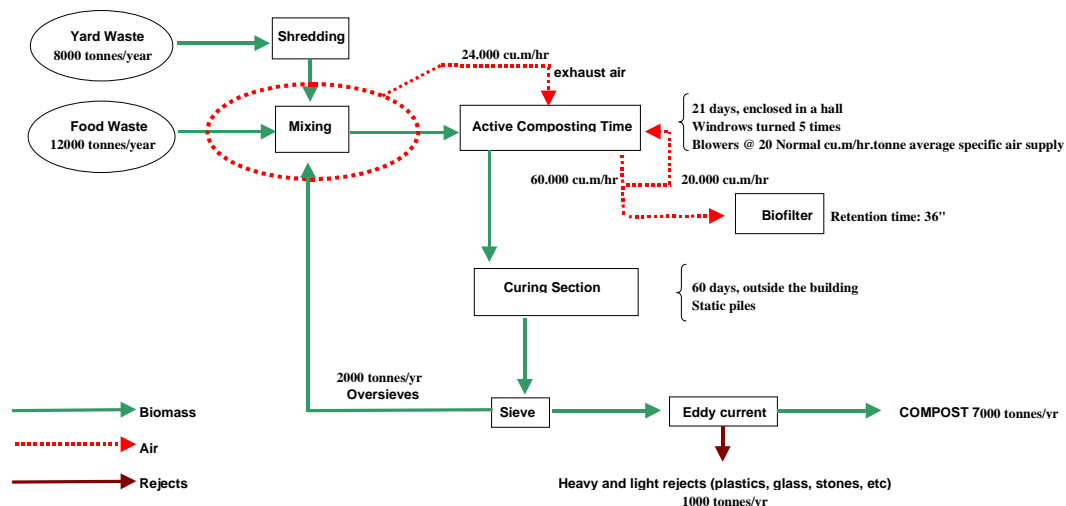 Yard Waste
8000 tonnes/year
Shredding
24.000 cu.m/hr
exhaust air
Food Waste
12000 tonnes/year
Mixing
Active Composting Time
21 days, enclosed in a hall
Windrows turned 5 times
Blowers @ 20 Normal cu.m/hr.tonne average specific air supply
60.000 cu.m/hr
20.000 cu.m/hr
Biofilter
Retention time: 36"
Curing Section
60 days, outside the building
Static piles
2000 tonnes/yr
Oversieves
Biomass
Sieve
Eddy current
COMPOST 7000 tonnes/yr
Air
Rejects
Heavy and light rejects (plastics, glass, stones, etc)
1000 tonnes/yr